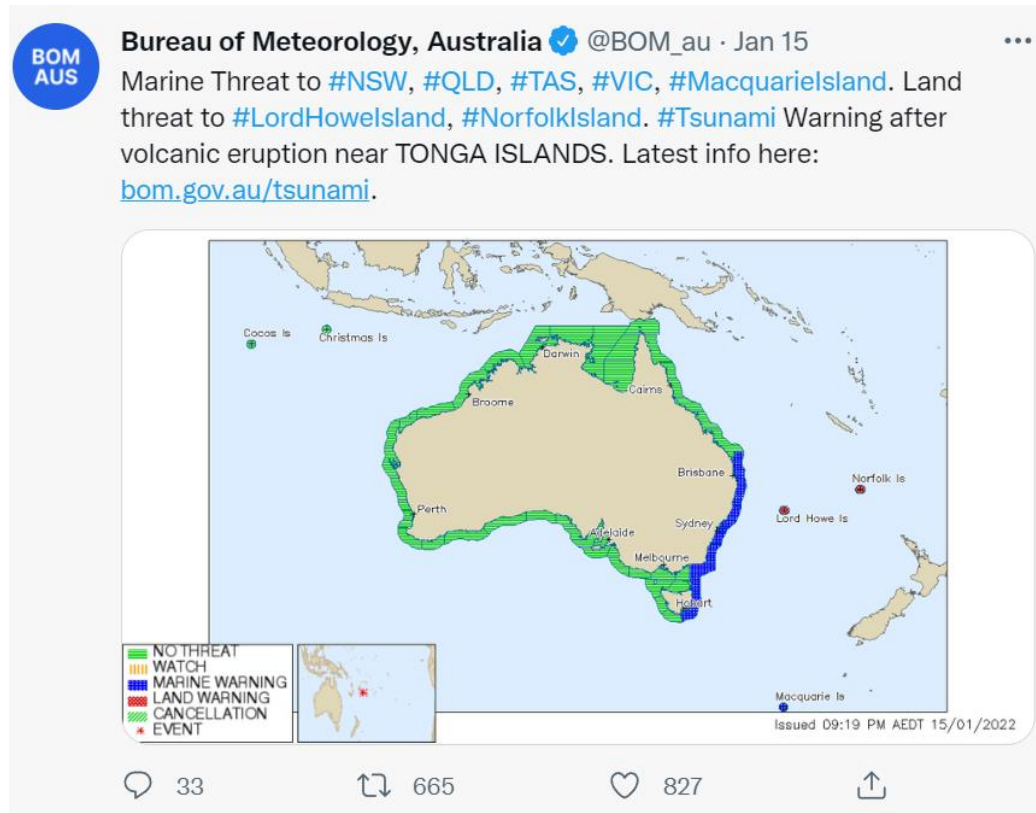 BOM
AUS
Bureau of Meteorology, Australia @BOM_au · Jan 15
Marine Threat to #NSW, #QLD, #TAS, #VIC, #MacquarieIsland. Land
threat to #LordHoweIsland, #NorfolkIsland. #Tsunami Warning after
volcanic eruption near TONGA ISLANDS. Latest info here:
bom.gov.au/tsunami.
Cocos Is
Christmas Is
Darwin
Cairns
Broome
Brisbane
Norfolk Is
Perth
Lord Howe Is
Sydney
Adelaide
Melbourne
Hobart
Macquarie Is
NO THREAT
WATCH
MARINE WARNING
LAND WARNING
CANCELLATION
EVENT
Issued 09:19 PM AEDT 15/01/2022
33 665 827